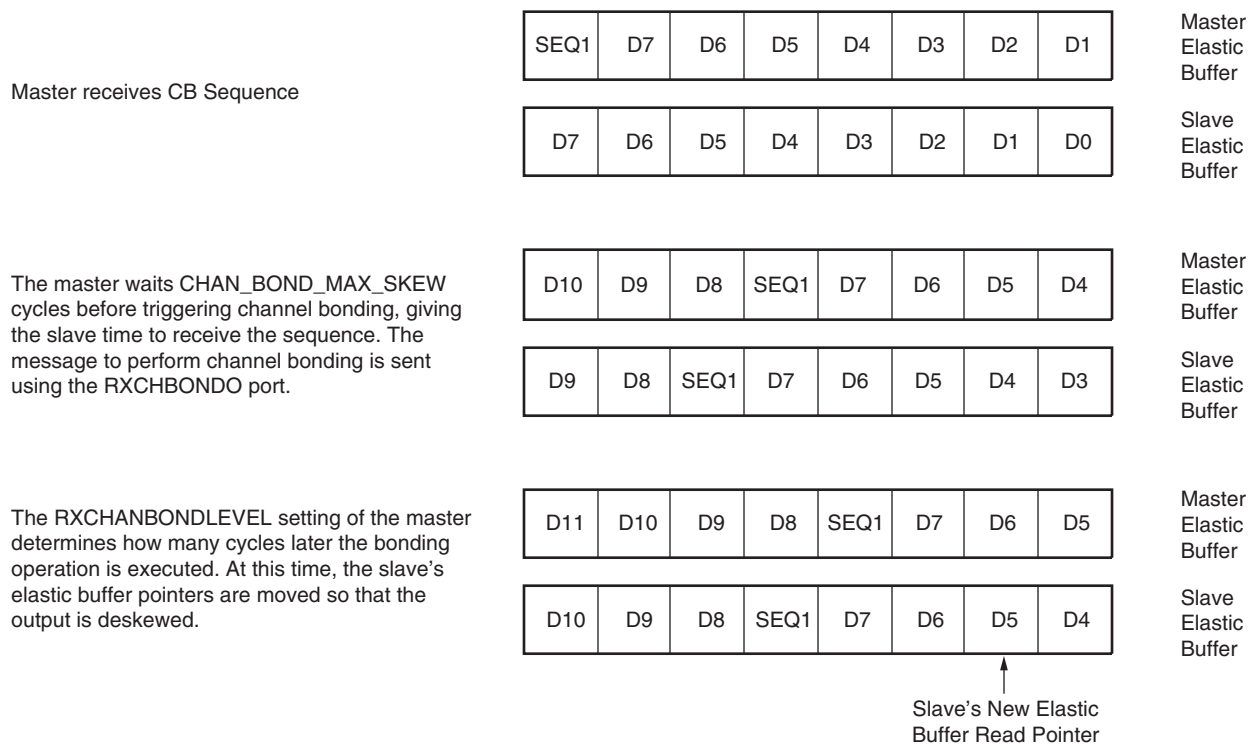 Master receives CB Sequence
SEQ1 D7 D6 D5 D4 D3 D2 D1
Master
Elastic
Buffer
D7 D6 D5 D4 D3 D2 D1 D0
Slave
Elastic
Buffer
The master waits CHAN_BOND_MAX_SKEW
cycles before triggering channel bonding, giving
the slave time to receive the sequence. The
message to perform channel bonding is sent
using the RXCHBONDO port.
D10 D9 D8 SEQ1 D7 D6 D5 D4
Master
Elastic
Buffer
D9 D8 SEQ1 D7 D6 D5 D4 D3
Slave
Elastic
Buffer
The RXCHANBONDLEVEL setting of the master
determines how many cycles later the bonding
operation is executed. At this time, the slave's
elastic buffer pointers are moved so that the
output is deskewed.
D11 D10 D9 D8 SEQ1 D7 D6 D5
Master
Elastic
Buffer
D10 D9 D8 SEQ1 D7 D6 D5 D4
Slave
Elastic
Buffer
Slave's New Elastic
Buffer Read Pointer